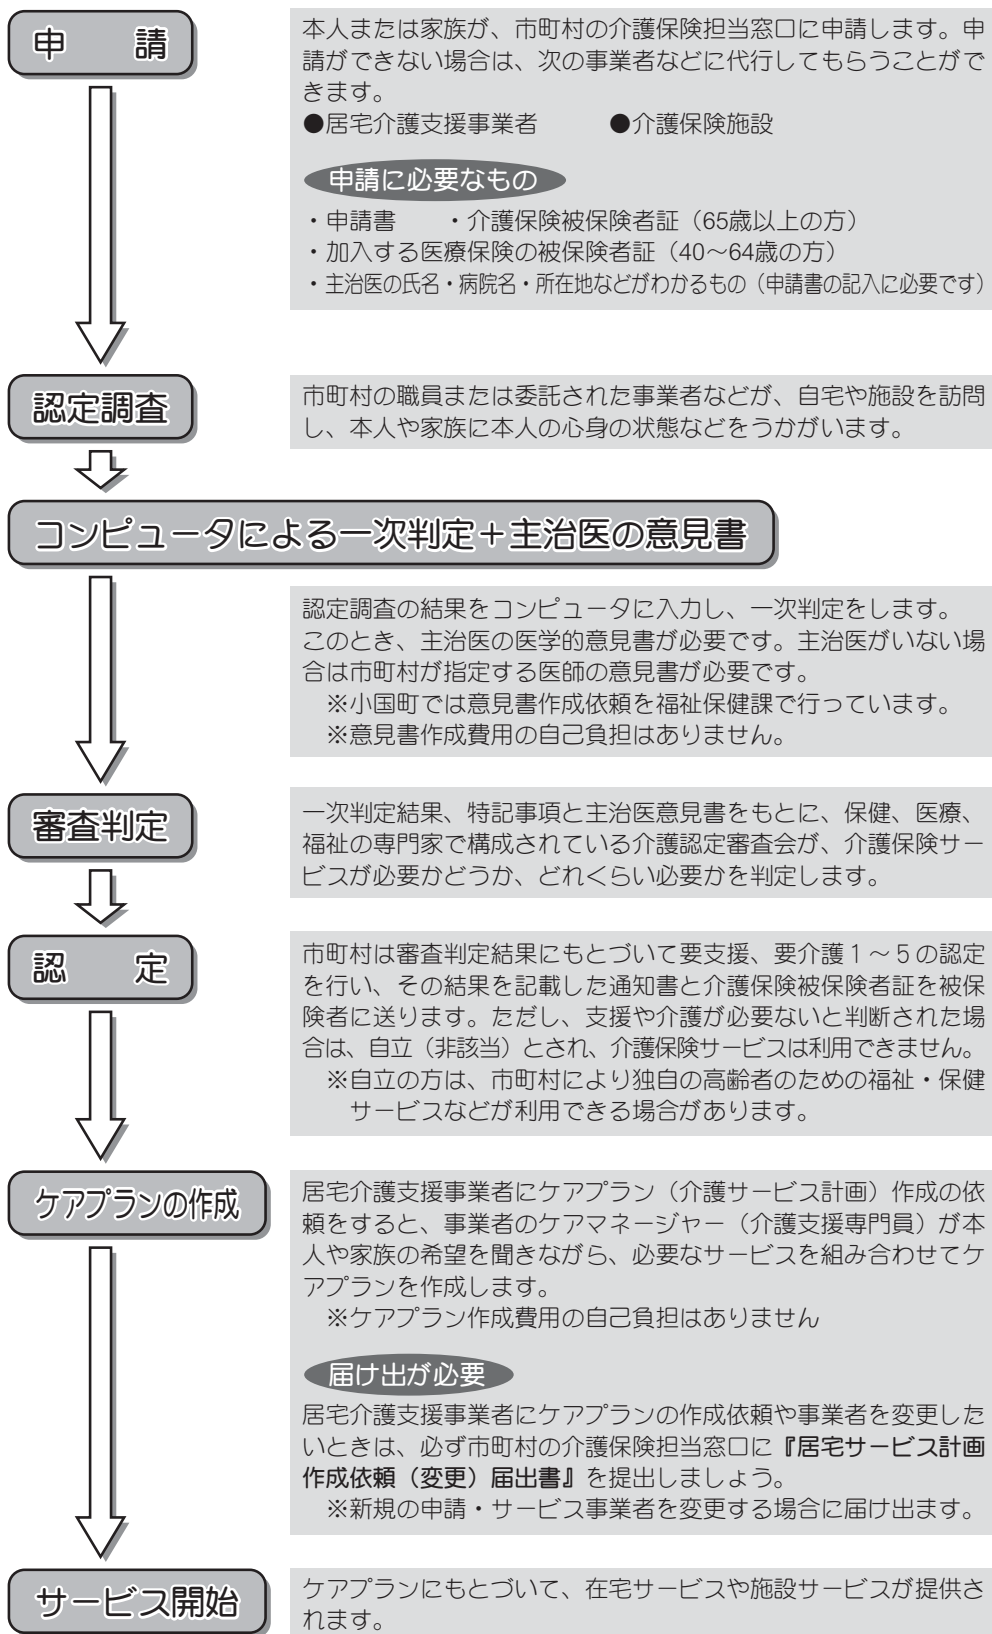 申　請
本人または家族が、市町村の介護保険担当窓口に申請します。申
請ができない場合は、次の事業者などに代行してもらうことがで
きます。
●居宅介護支援事業者　　●介護保険施設
申請に必要なもの
・申請書　・介護保険被保険者証（65歳以上の方）
・加入する医療保険の被保険者証（40～64歳の方）
・主治医の氏名・病院名・所在地などがわかるもの（申請書の記入に必要です）
認定調査
市町村の職員または委託された事業者などが、自宅や施設を訪問
し、本人や家族に本人の心身の状態などをうかがいます。
コンピュータによる一次判定＋主治医の意見書
認定調査の結果をコンピュータに入力し、一次判定をします。
このとき、主治医の医学的意見書が必要です。主治医がいない場
合は市町村が指定する医師の意見書が必要です。
※小国町では意見書作成依頼を福祉保健課で行っています。
※意見書作成費用の自己負担はありません。
審査判定
一次判定結果、特記事項と主治医意見書をもとに、保健、医療、
福祉の専門家で構成されている介護認定審査会が、介護保険サー
ビスが必要かどうか、どれくらい必要かを判定します。
認　定
市町村は審査判定結果にもとづいて要支援、要介護１～５の認定
を行い、その結果を記載した通知書と介護保険被保険者証を被保
険者に送ります。ただし、支援や介護が必要ないと判断された場
合は、自立（非該当）とされ、介護保険サービスは利用できません。
※自立の方は、市町村により独自の高齢者のための福祉・保健
サービスなどが利用できる場合があります。
ケアプランの作成
居宅介護支援事業者にケアプラン（介護サービス計画）作成の依
頼をすると、事業者のケアマネージャー（介護支援専門員）が本
人や家族の希望を聞きながら、必要なサービスを組み合わせてケ
アプランを作成します。
※ケアプラン作成費用の自己負担はありません
届け出が必要
居宅介護支援事業者にケアプランの作成依頼や事業者を変更した
いときは、必ず市町村の介護保険担当窓口に『居宅サービス計画
作成依頼（変更）届出書』を提出しましょう。
※新規の申請・サービス事業者を変更する場合に届け出ます。
サービス開始
ケアプランにもとづいて、在宅サービスや施設サービスが提供さ
れます。